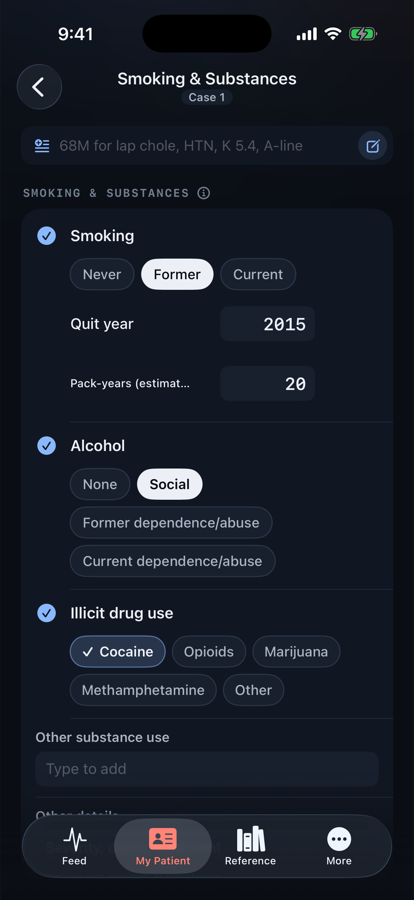 9:41
Smoking & Substances
Case 1
68M for lap chole, HTN, K 5.4, A-line
SMOKING & SUBSTANCES
Smoking
Never Former Current
Quit year 2015
Pack-years (estimat... 20
Alcohol
None Social
Former dependence/abuse
Current dependence/abuse
Illicit drug use
Cocaine Opioids Marijuana
Methamphetamine Other
Other substance use
Type to add
Other details
Feed My Patient Reference More